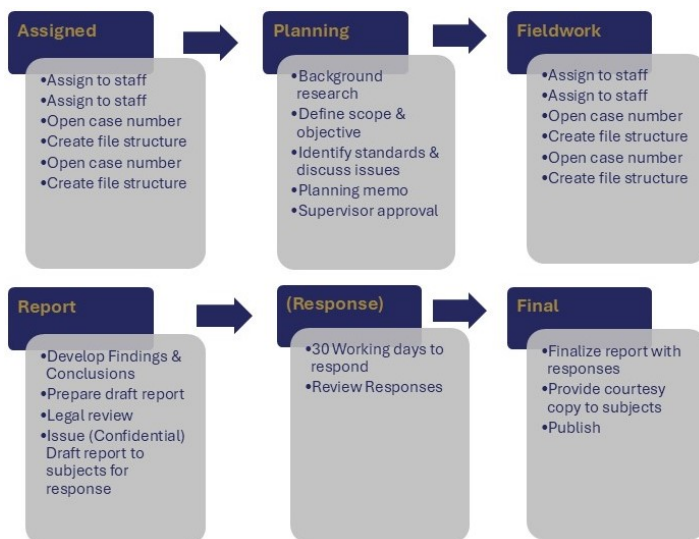 Assigned
•Assign to staff
•Assign to staff
•Open case number
•Create file structure
•Open case number
•Create file structure
Planning
•Background
research
•Define scope &
objective
•Identify standards &
discuss issues
•Planning memo
•Supervisor approval
Fieldwork
•Assign to staff
•Assign to staff
•Open case number
•Create file structure
•Open case number
•Create file structure
Report
•Develop Findings &
Conclusions
•Prepare draft report
•Legal review
•Issue (Confidential)
Draft report to
subjects for
response
(Response)
•30 Working days to
respond
•Review Responses
Final
•Finalize report with
responses
•Provide courtesy
copy to subjects
•Publish